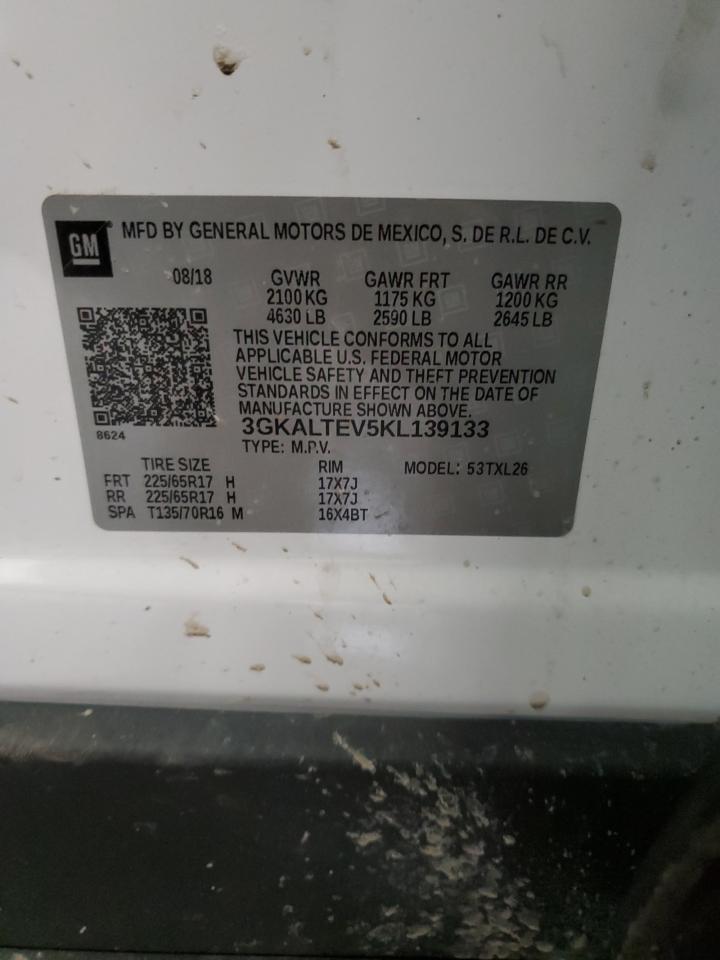 GM
MFD BY GENERAL MOTORS DE MEXICO, S. DE R.L. DE C.V.
08/18 GVWR GAWR FRT GAWR RR
2100 KG 1175 KG 1200 KG
4630 LB 2590 LB 2645 LB
THIS VEHICLE CONFORMS TO ALL
APPLICABLE U.S. FEDERAL MOTOR
VEHICLE SAFETY AND THEFT PREVENTION
STANDARDS IN EFFECT ON THE DATE OF
MANUFACTURE SHOWN ABOVE.
8624
3GKALTEV5KL139133
TYPE: M.P.V.
TIRE SIZE RIM MODEL: 53TXL26
FRT 225/65R17 H 17X7J
RR 225/65R17 H 17X7J
SPA T135/70R16 M 16X4BT